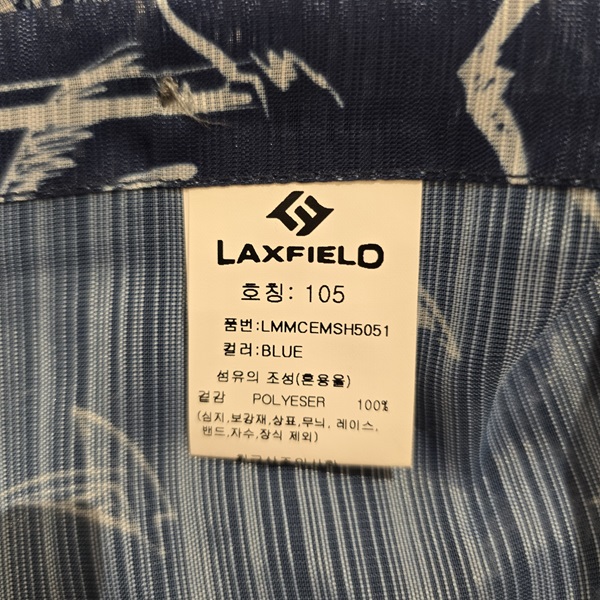 LAXFIELD
호칭: 105
품번:LMMCEMSH5051
컬러:BLUE
섬유의 조성(혼용율)
겉감 POLYESER 100%
(심지,보강재,상표,무늬, 레이스,
밴드,자수,장식 제외)